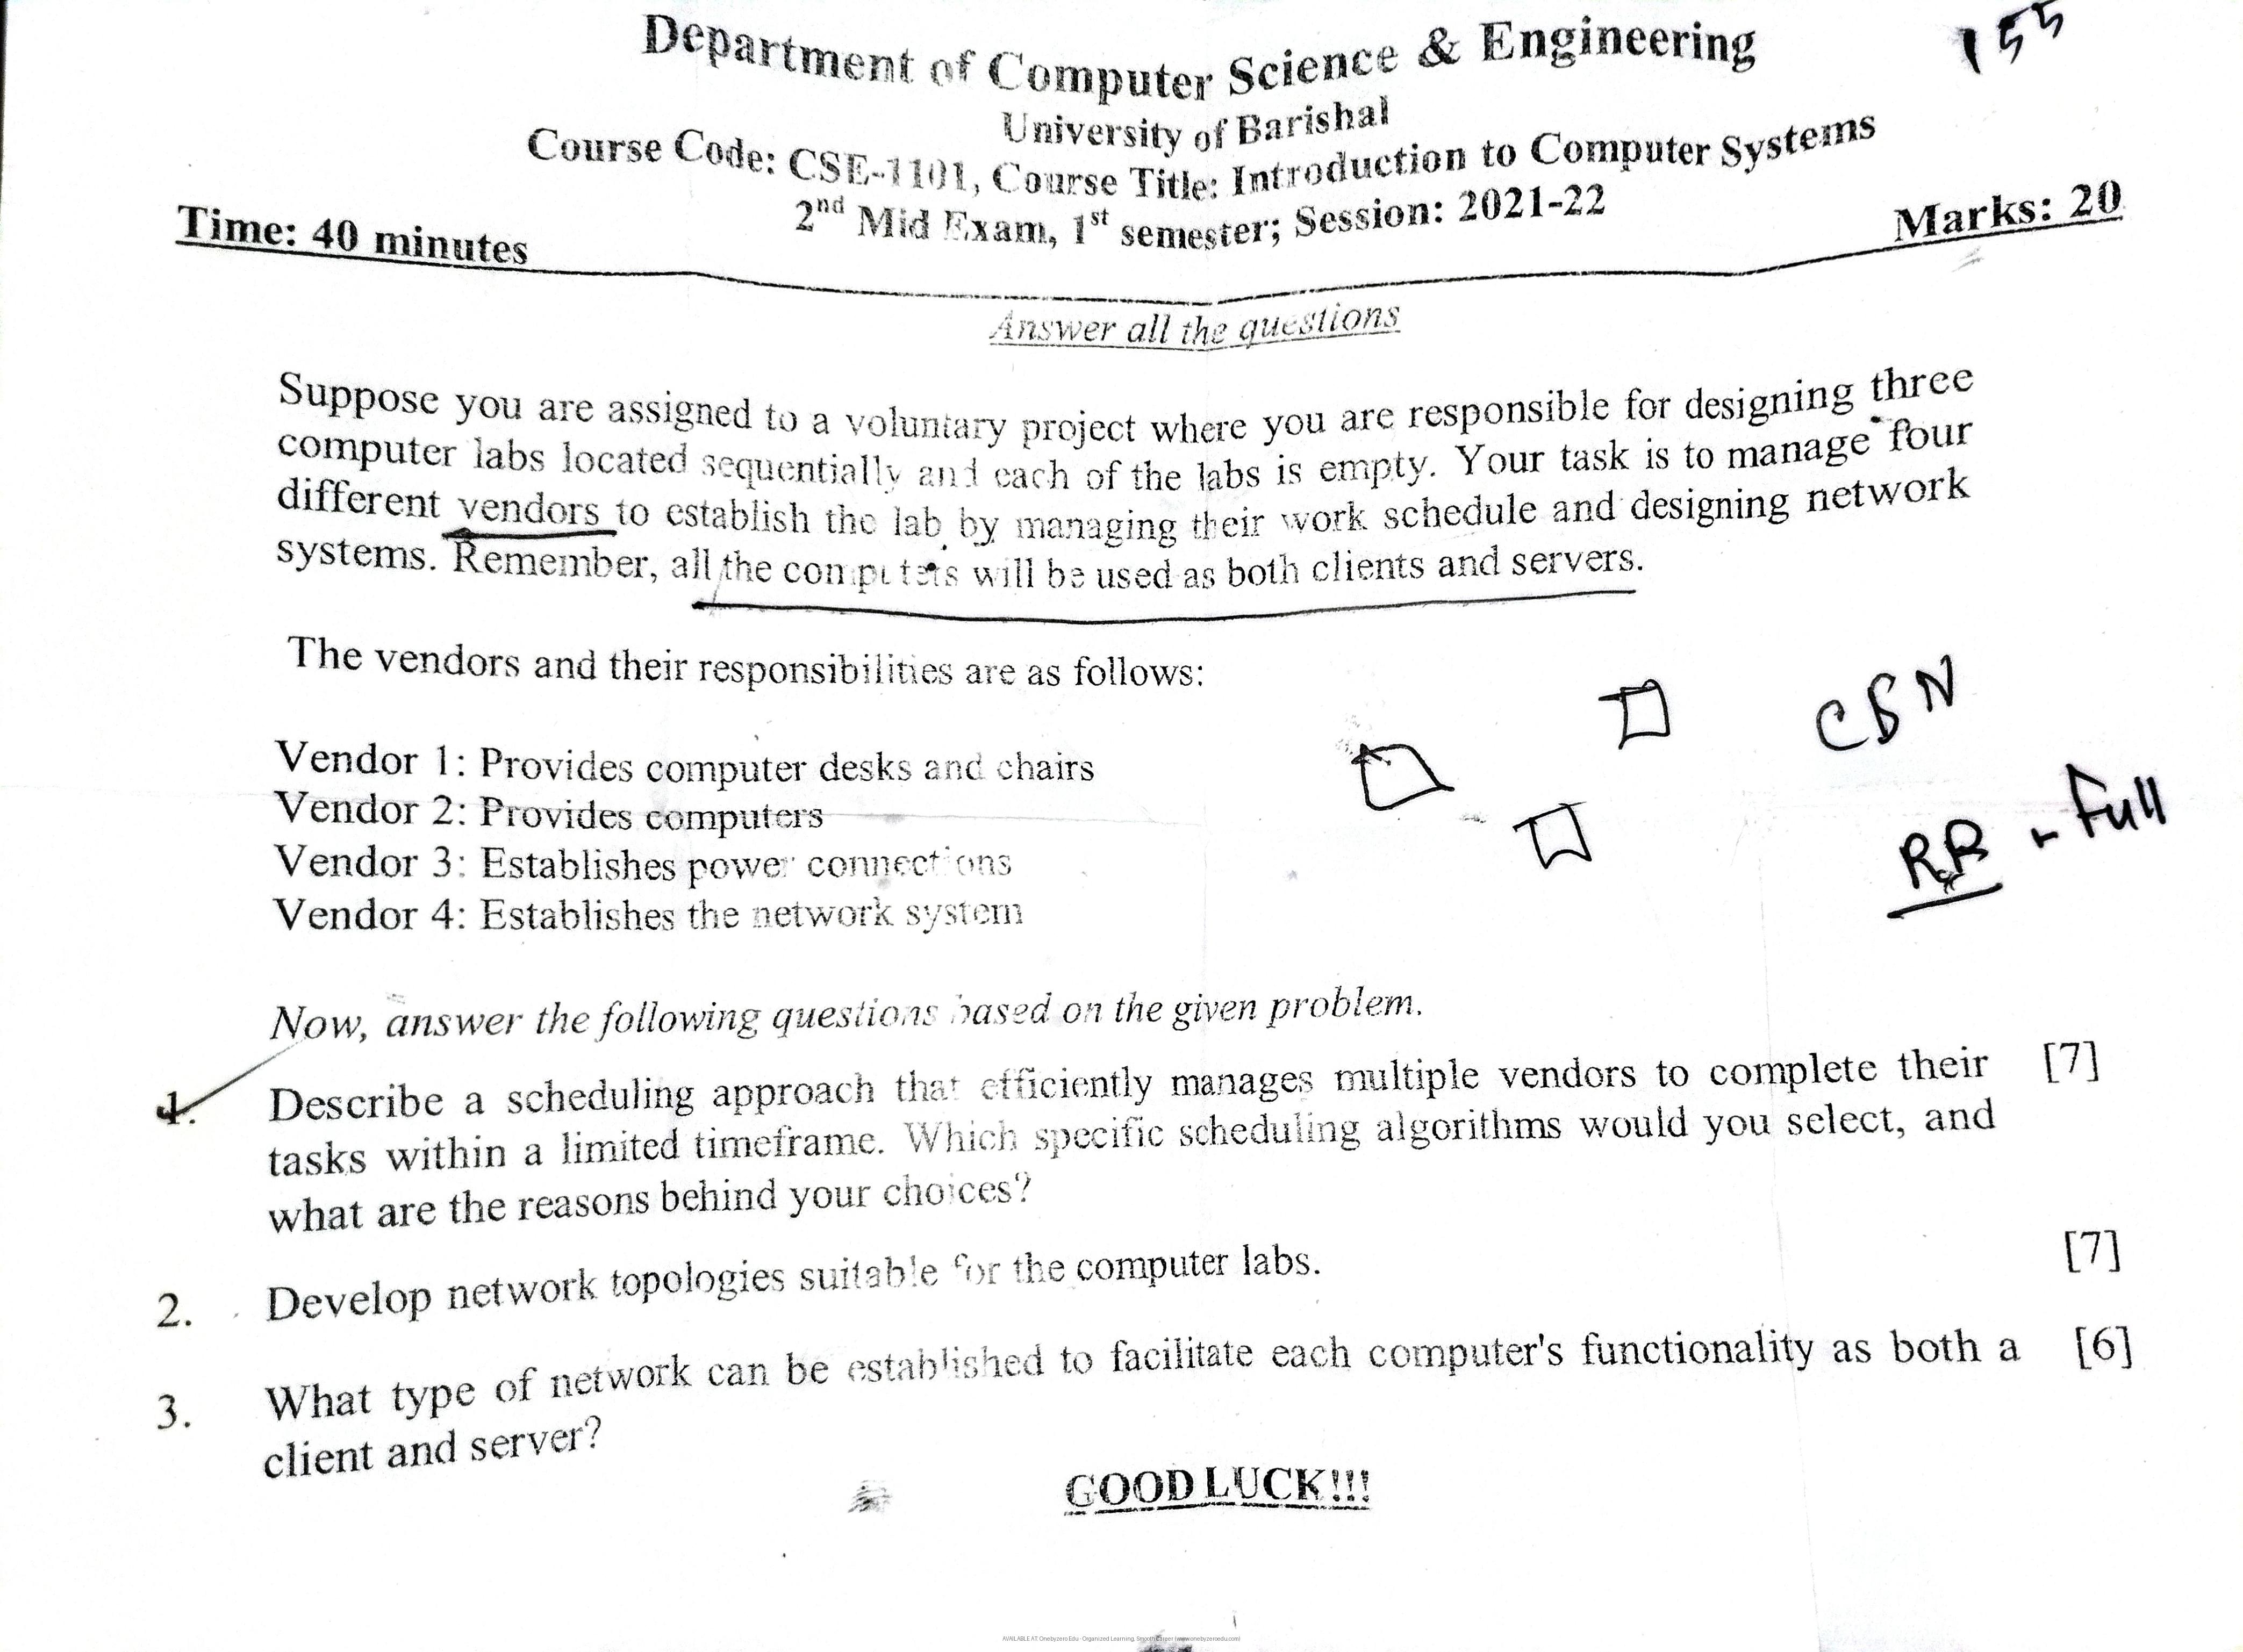 155
Department of Computer Science & Engineering
University of Barishal
Course Code: CSE-1101, Course Title: Introduction to Computer Systems
2nd Mid Exam, 1st semester; Session: 2021-22
Time: 40 minutes
Marks: 20
Answer all the questions
Suppose you are assigned to a voluntary project where you are responsible for designing three
computer labs located sequentially and each of the labs is empty. Your task is to manage four
different vendors to establish the lab by managing their work schedule and designing network
systems. Remember, all the computers will be used as both clients and servers.
The vendors and their responsibilities are as follows:
Vendor 1: Provides computer desks and chairs
Vendor 2: Provides computers
Vendor 3: Establishes power connections
Vendor 4: Establishes the network system
RR - Full
Now, answer the following questions based on the given problem.
1. Describe a scheduling approach that efficiently manages multiple vendors to complete their [7]
tasks within a limited timeframe. Which specific scheduling algorithms would you select, and
what are the reasons behind your choices?
2. Develop network topologies suitable for the computer labs. [7]
3. What type of network can be established to facilitate each computer's functionality as both a [6]
client and server?
GOOD LUCK!!!
AVAILABLE AT: Onebyzero Edu - Organized Learning, Smooth Career (www.onebyzeroedu.com)